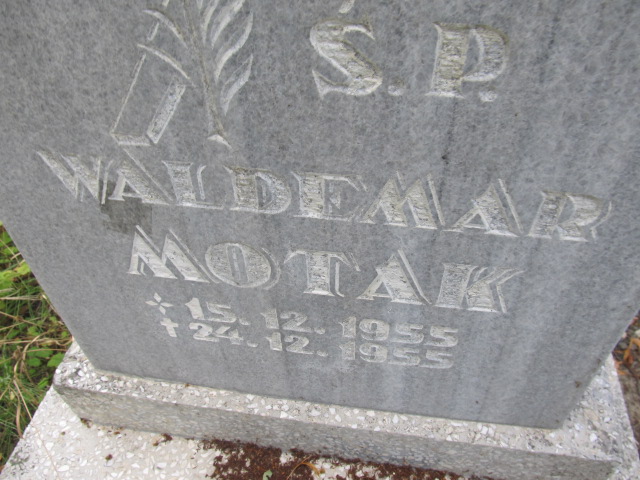 Ś.P.
WALDEMAR
MOTAK
* 15. 12. 1955
† 24. 12. 1955